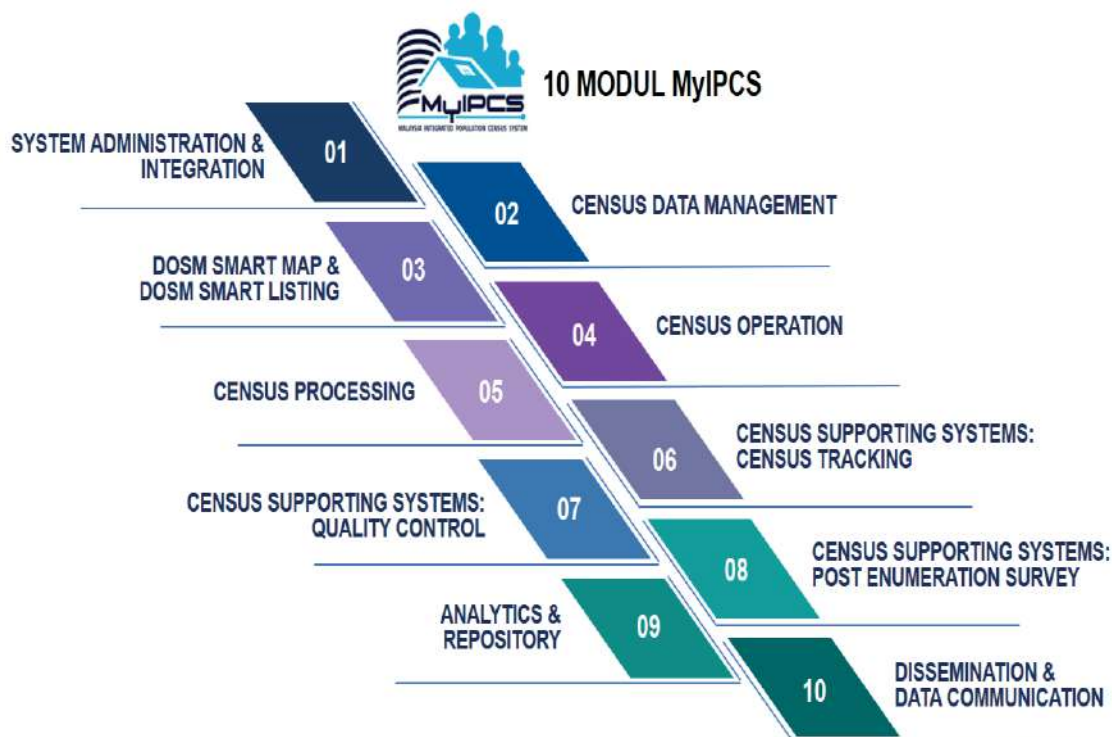 MyIPCS
MALAYSIA INTEGRATED POPULATION CENSUS SYSTEM
10 MODUL MyIPCS
01
SYSTEM ADMINISTRATION &
INTEGRATION
02
CENSUS DATA MANAGEMENT
03
DOSM SMART MAP &
DOSM SMART LISTING
04
CENSUS OPERATION
05
CENSUS PROCESSING
06
CENSUS SUPPORTING SYSTEMS:
CENSUS TRACKING
07
CENSUS SUPPORTING SYSTEMS:
QUALITY CONTROL
08
CENSUS SUPPORTING SYSTEMS:
POST ENUMERATION SURVEY
09
ANALYTICS &
REPOSITORY
10
DISSEMINATION &
DATA COMMUNICATION